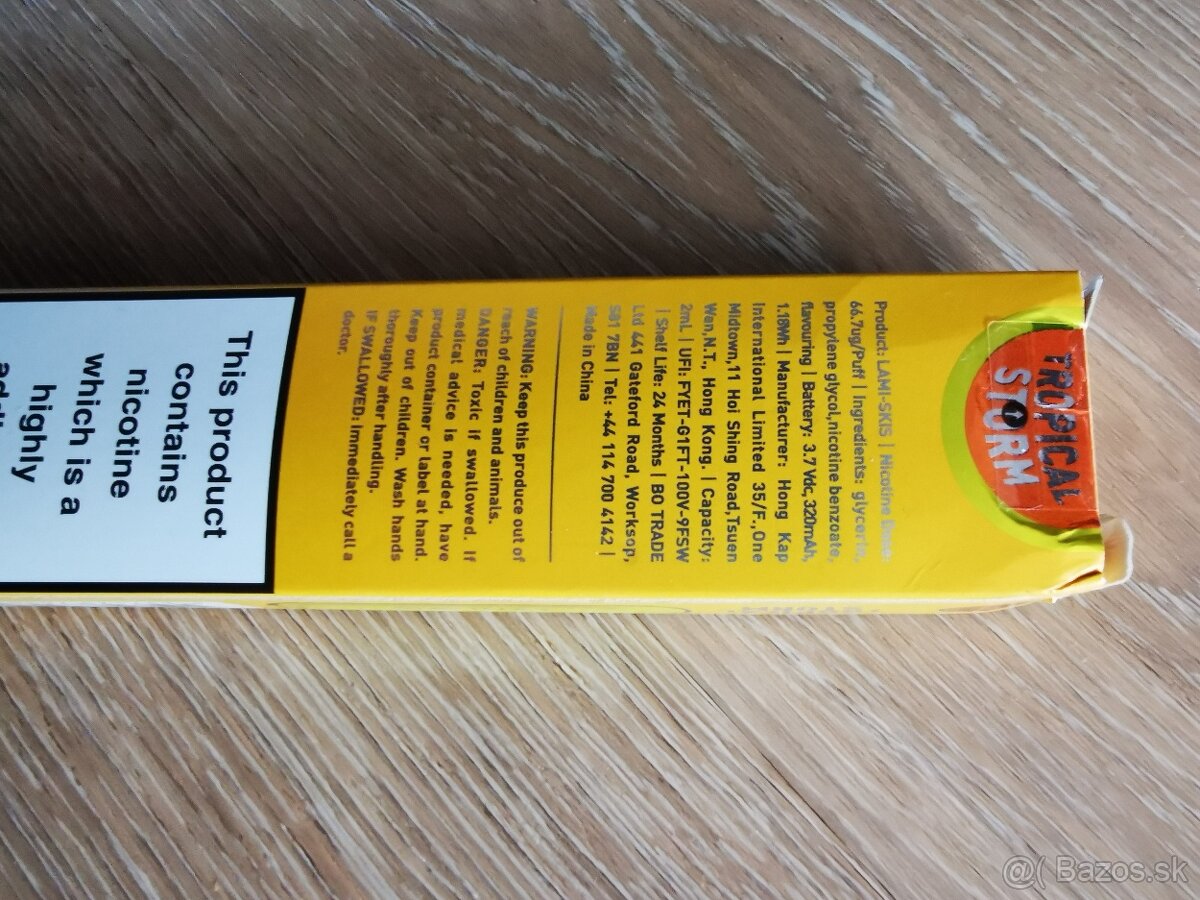 TROPICAL
STORM
Product: LAMI-SKIS | Nicotine Dose:
66.7ug/Puff | Ingredients: glycerin,
propylene glycol,nicotine benzoate,
flavouring | Battery: 3.7Vdc, 320mAh,
1.18Wh | Manufacturer: Hong Kap
International Limited 35/F.,One
Midtown,11 Hoi Shing Road,Tsuen
Wan,N.T., Hong Kong. | Capacity:
2mL | UFI: FYET-G1FT-100V-9FSW
| Shelf Life: 24 Months | BO TRADE
Ltd 441 Gateford Road, Worksop,
S81 7BN | Tel: +44 114 700 4142 |
Made in China
WARNING: Keep this produce out of
reach of children and animals.
DANGER: Toxic if swallowed. If
medical advice is needed, have
product container or label at hand.
Keep out of children. Wash hands
thoroughly after handling.
IF SWALLOWED: Immediately call a
doctor.
This product
contains
nicotine
which is a
highly
@( Bazos.sk